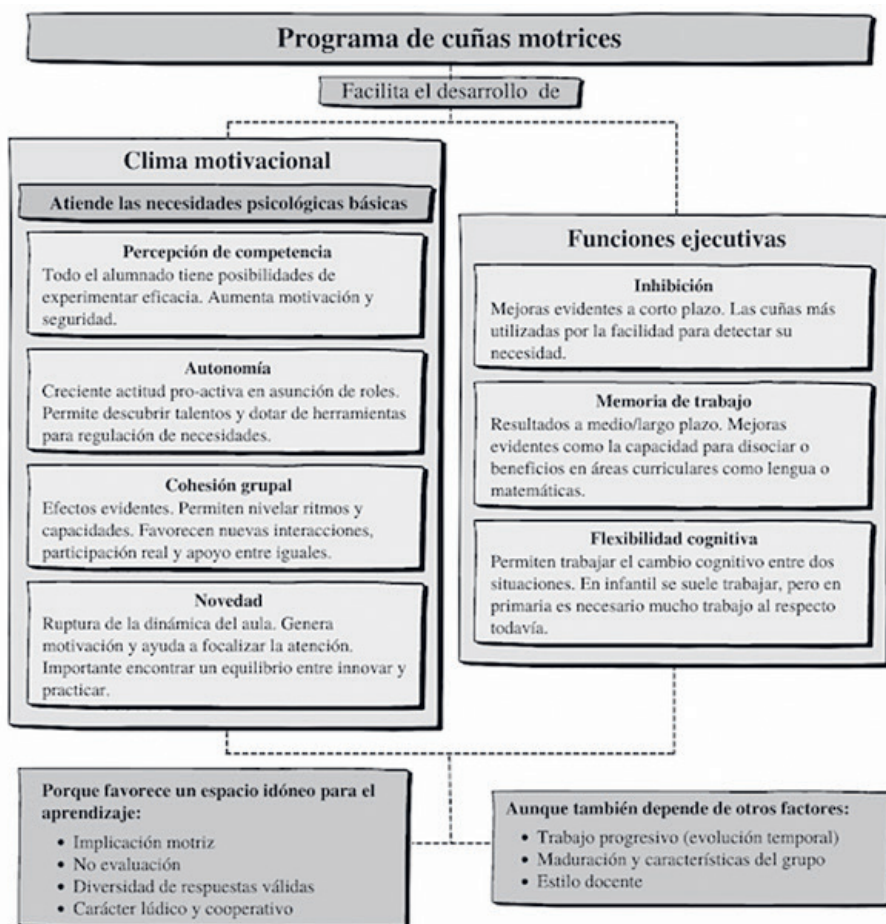 Programa de cuñas motrices
Facilita el desarrollo de
Clima motivacional
Atiende las necesidades psicológicas básicas
Percepción de competencia
Todo el alumnado tiene posibilidades de
experimentar eficacia. Aumenta motivación y
seguridad.
Autonomía
Creciente actitud pro-activa en asunción de roles.
Permite descubrir talentos y dotar de herramientas
para regulación de necesidades.
Cohesión grupal
Efectos evidentes. Permiten nivelar ritmos y
capacidades. Favorecen nuevas interacciones,
participación real y apoyo entre iguales.
Novedad
Ruptura de la dinámica del aula. Genera
motivación y ayuda a focalizar la atención.
Importante encontrar un equilibrio entre innovar y
practicar.
Funciones ejecutivas
Inhibición
Mejoras evidentes a corto plazo. Las cuñas más
utilizadas por la facilidad para detectar su
necesidad.
Memoria de trabajo
Resultados a medio/largo plazo. Mejoras
evidentes como la capacidad para disociar o
beneficios en áreas curriculares como lengua o
matemáticas.
Flexibilidad cognitiva
Permiten trabajar el cambio cognitivo entre dos
situaciones. En infantil se suele trabajar, pero en
primaria es necesario mucho trabajo al respecto
todavía.
Porque favorece un espacio idóneo para el
aprendizaje:
• Implicación motriz
• No evaluación
• Diversidad de respuestas válidas
• Carácter lúdico y cooperativo
Aunque también depende de otros factores:
• Trabajo progresivo (evolución temporal)
• Maduración y características del grupo
• Estilo docente